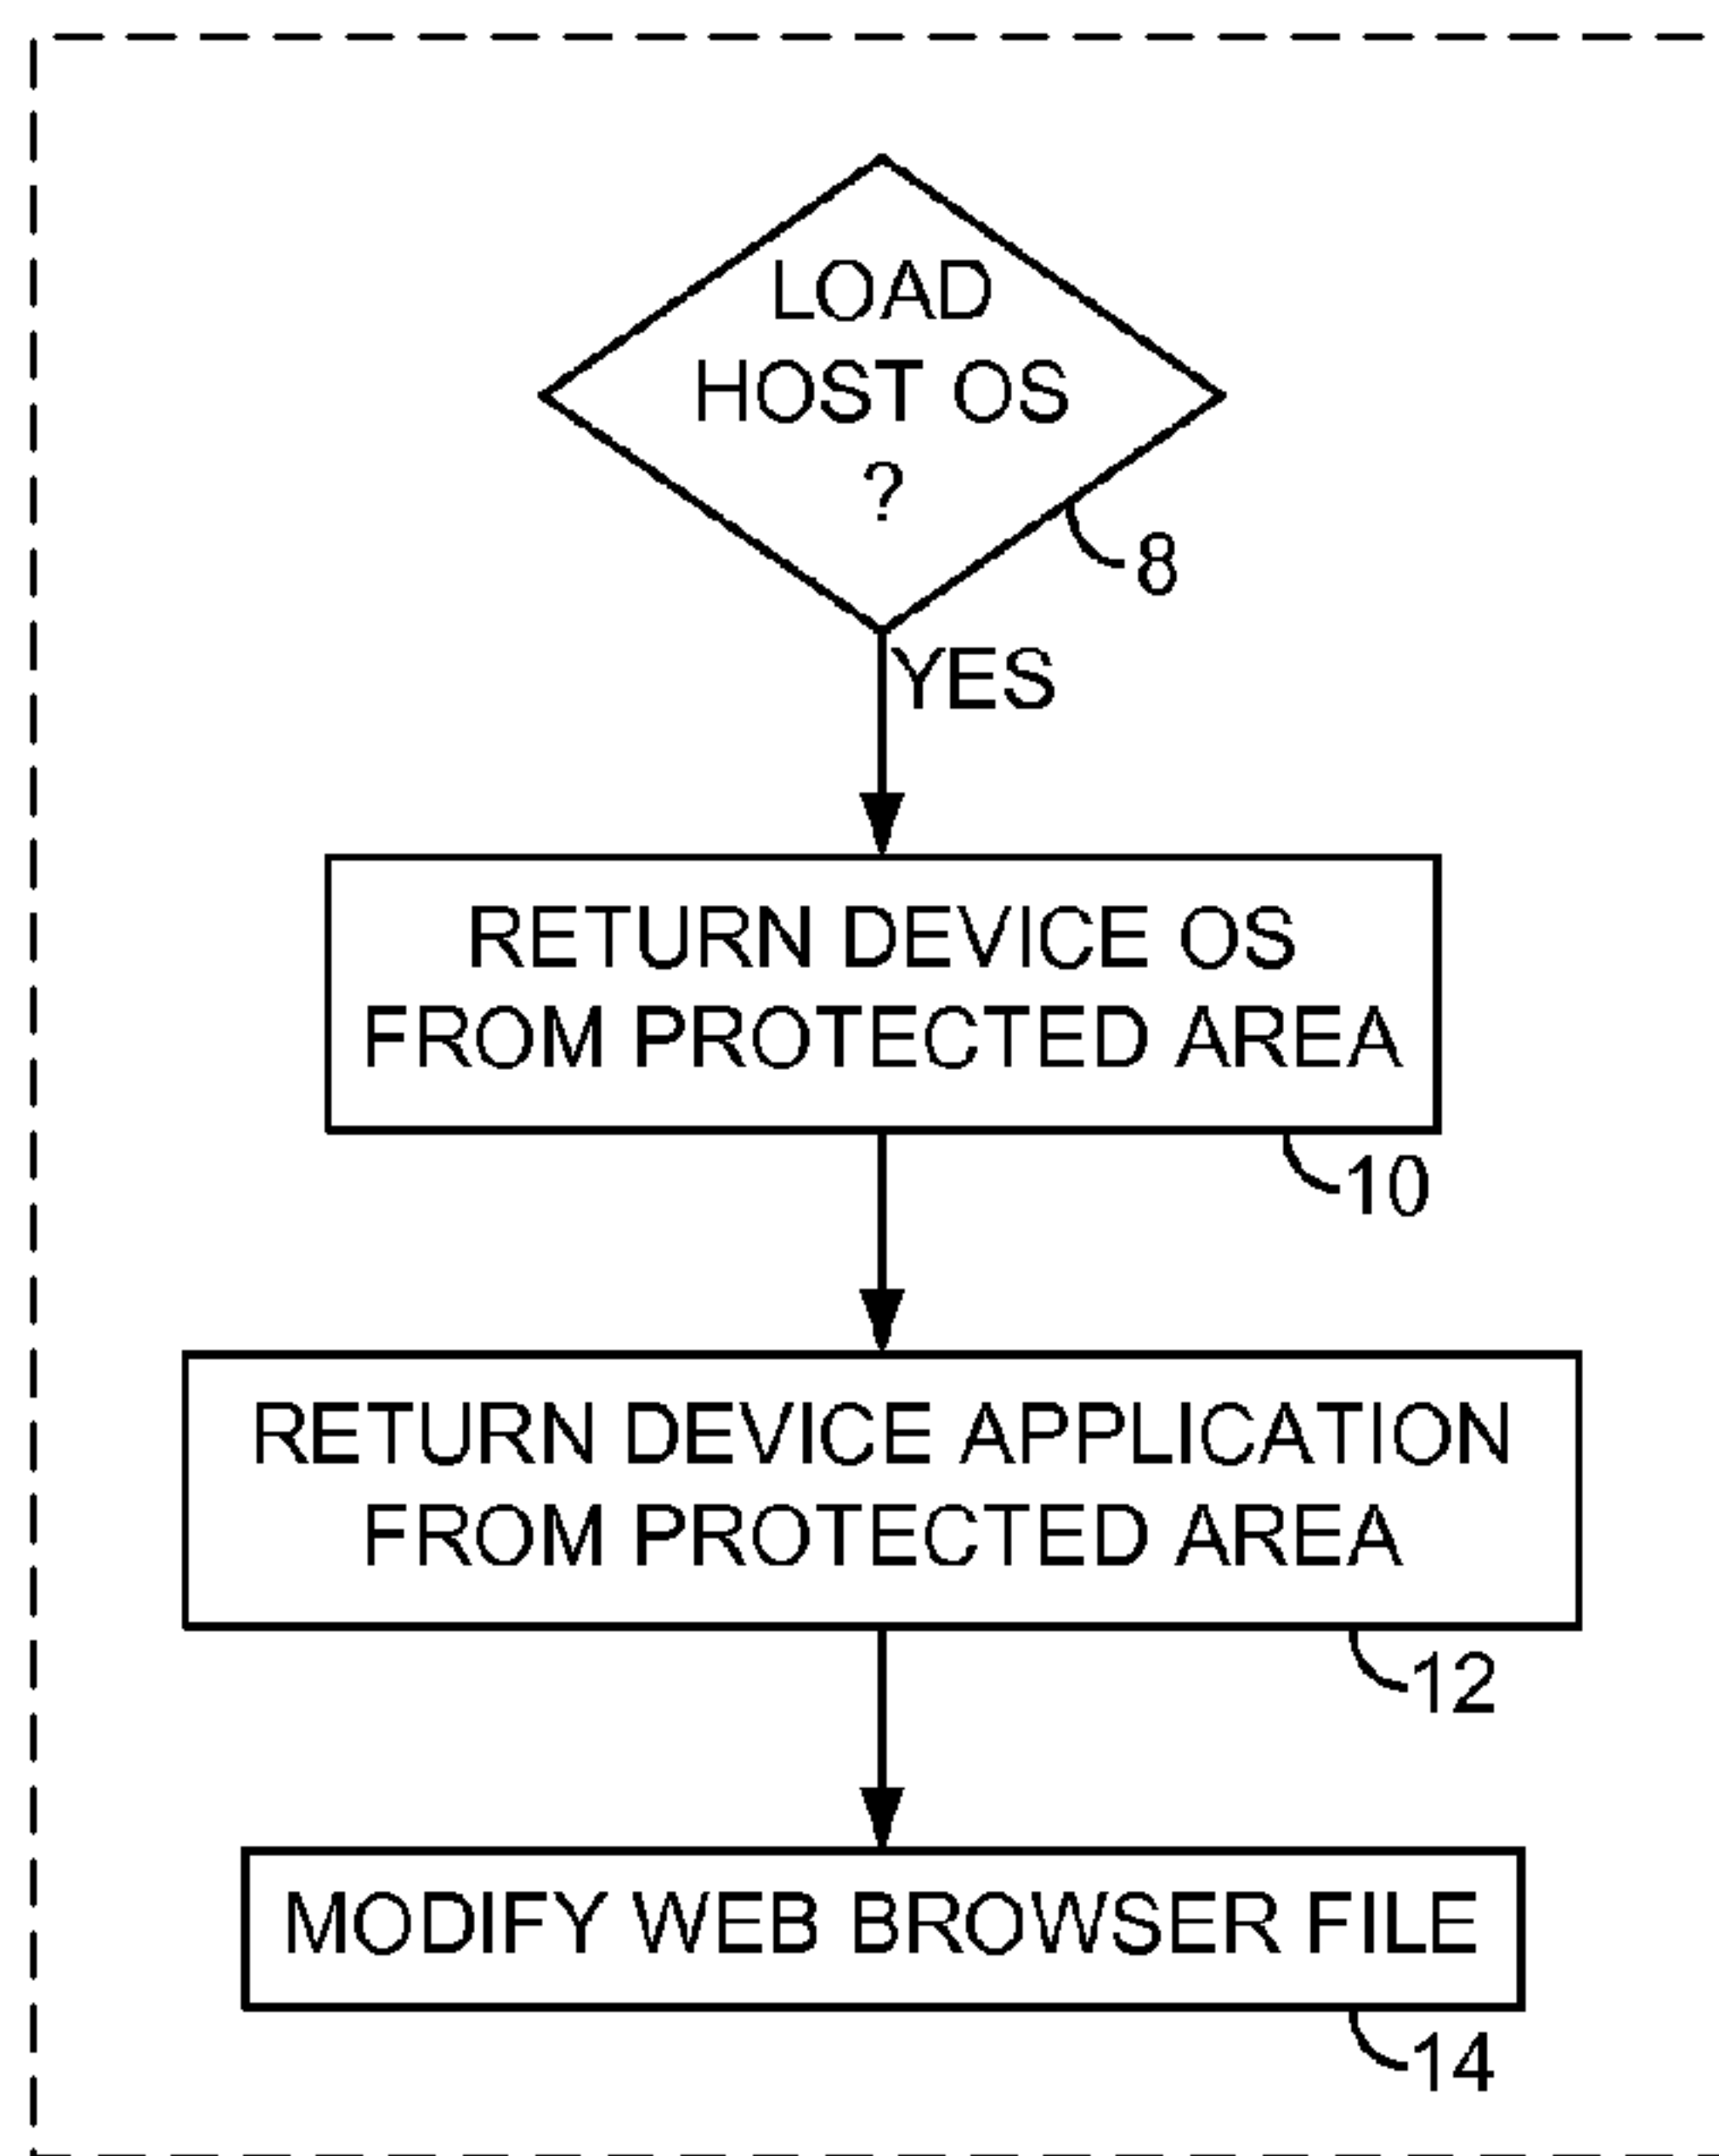 LOAD
HOST OS
?
8
YES
RETURN DEVICE OS
FROM PROTECTED AREA
10
RETURN DEVICE APPLICATION
FROM PROTECTED AREA
12
MODIFY WEB BROWSER FILE
14